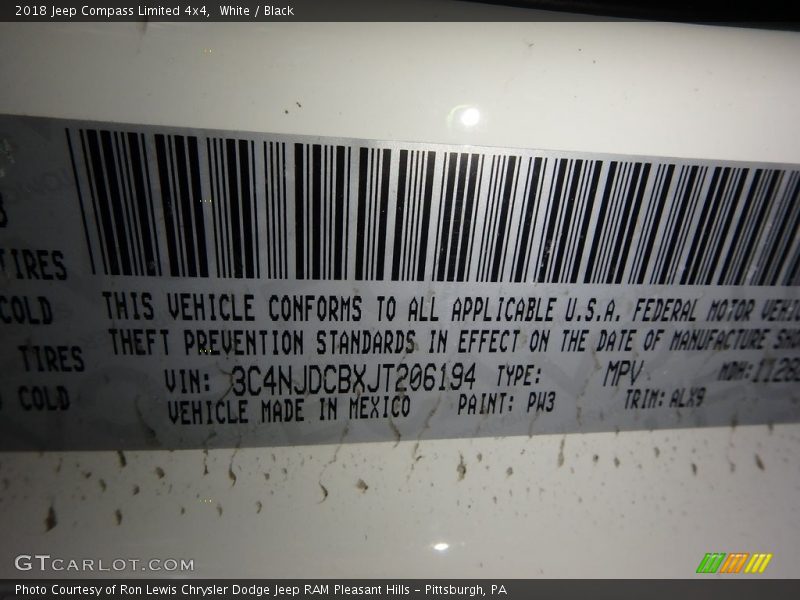 2018 Jeep Compass Limited 4x4, White / Black
TIRES
COLD
THIS VEHICLE CONFORMS TO ALL APPLICABLE U.S.A. FEDERAL MOTOR
THEFT PREVENTION STANDARDS IN EFFECT ON THE DATE OF MANUFACTURE
TIRES
VIN: 3C4NJDCBXJT206194 TYPE: MPV MDH:
COLD
VEHICLE MADE IN MEXICO PAINT: PW3 TRIM: ALX9
GTCARLOT.COM
Photo Courtesy of Ron Lewis Chrysler Dodge Jeep RAM Pleasant Hills – Pittsburgh, PA